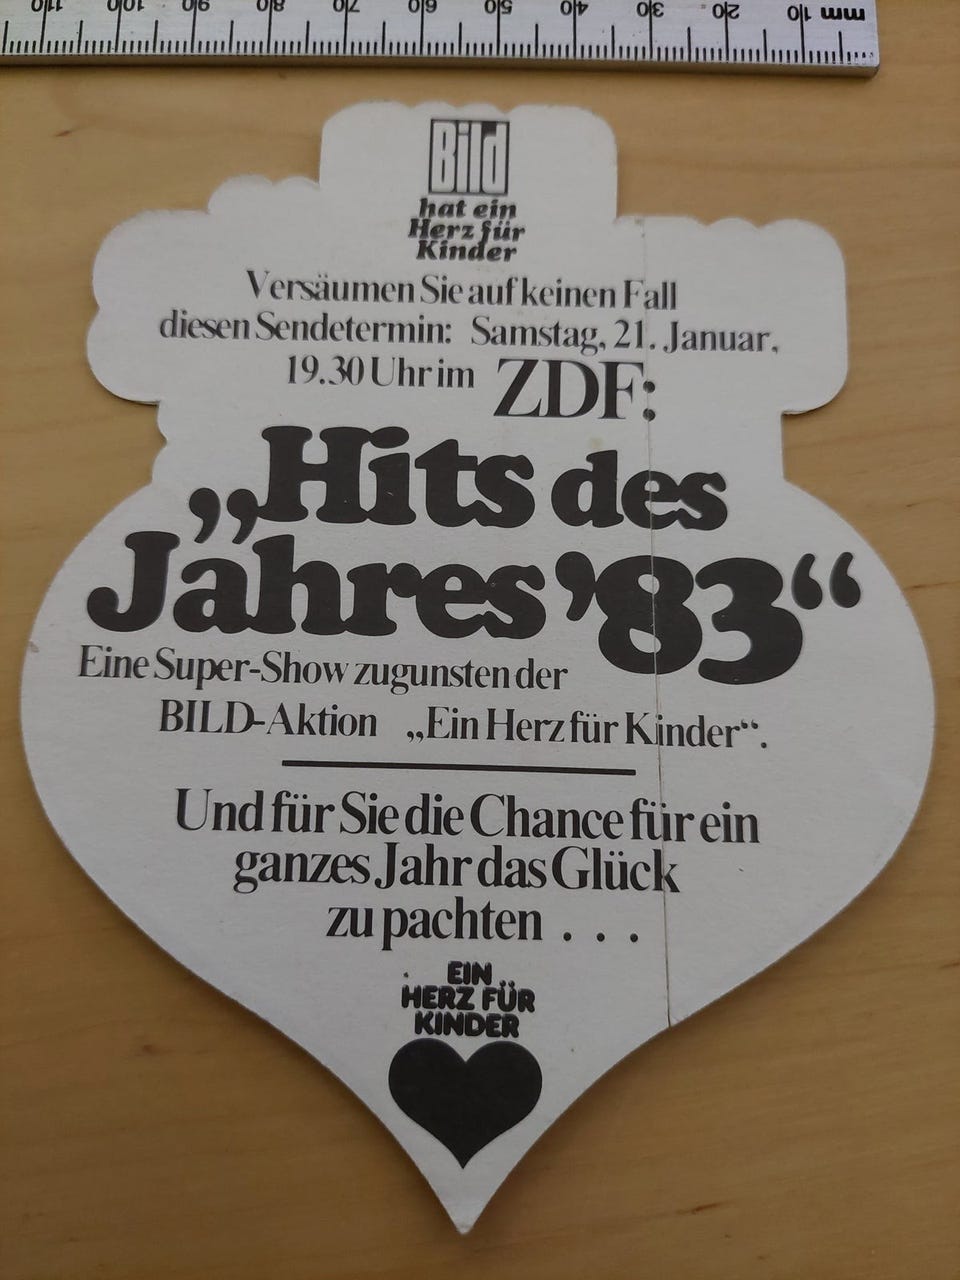 110 100 90 80 70 60 50 40 30 20 10 mm
Bild
hat ein
Herz für
Kinder
Versäumen Sie auf keinen Fall
diesen Sendetermin: Samstag, 21. Januar,
19.30 Uhr im ZDF:
„Hits des
Jahres ’83“
Eine Super-Show zugunsten der
BILD-Aktion „Ein Herz für Kinder“.
Und für Sie die Chance für ein
ganzes Jahr das Glück
zu pachten . . .
EIN
HERZ FÜR
KINDER